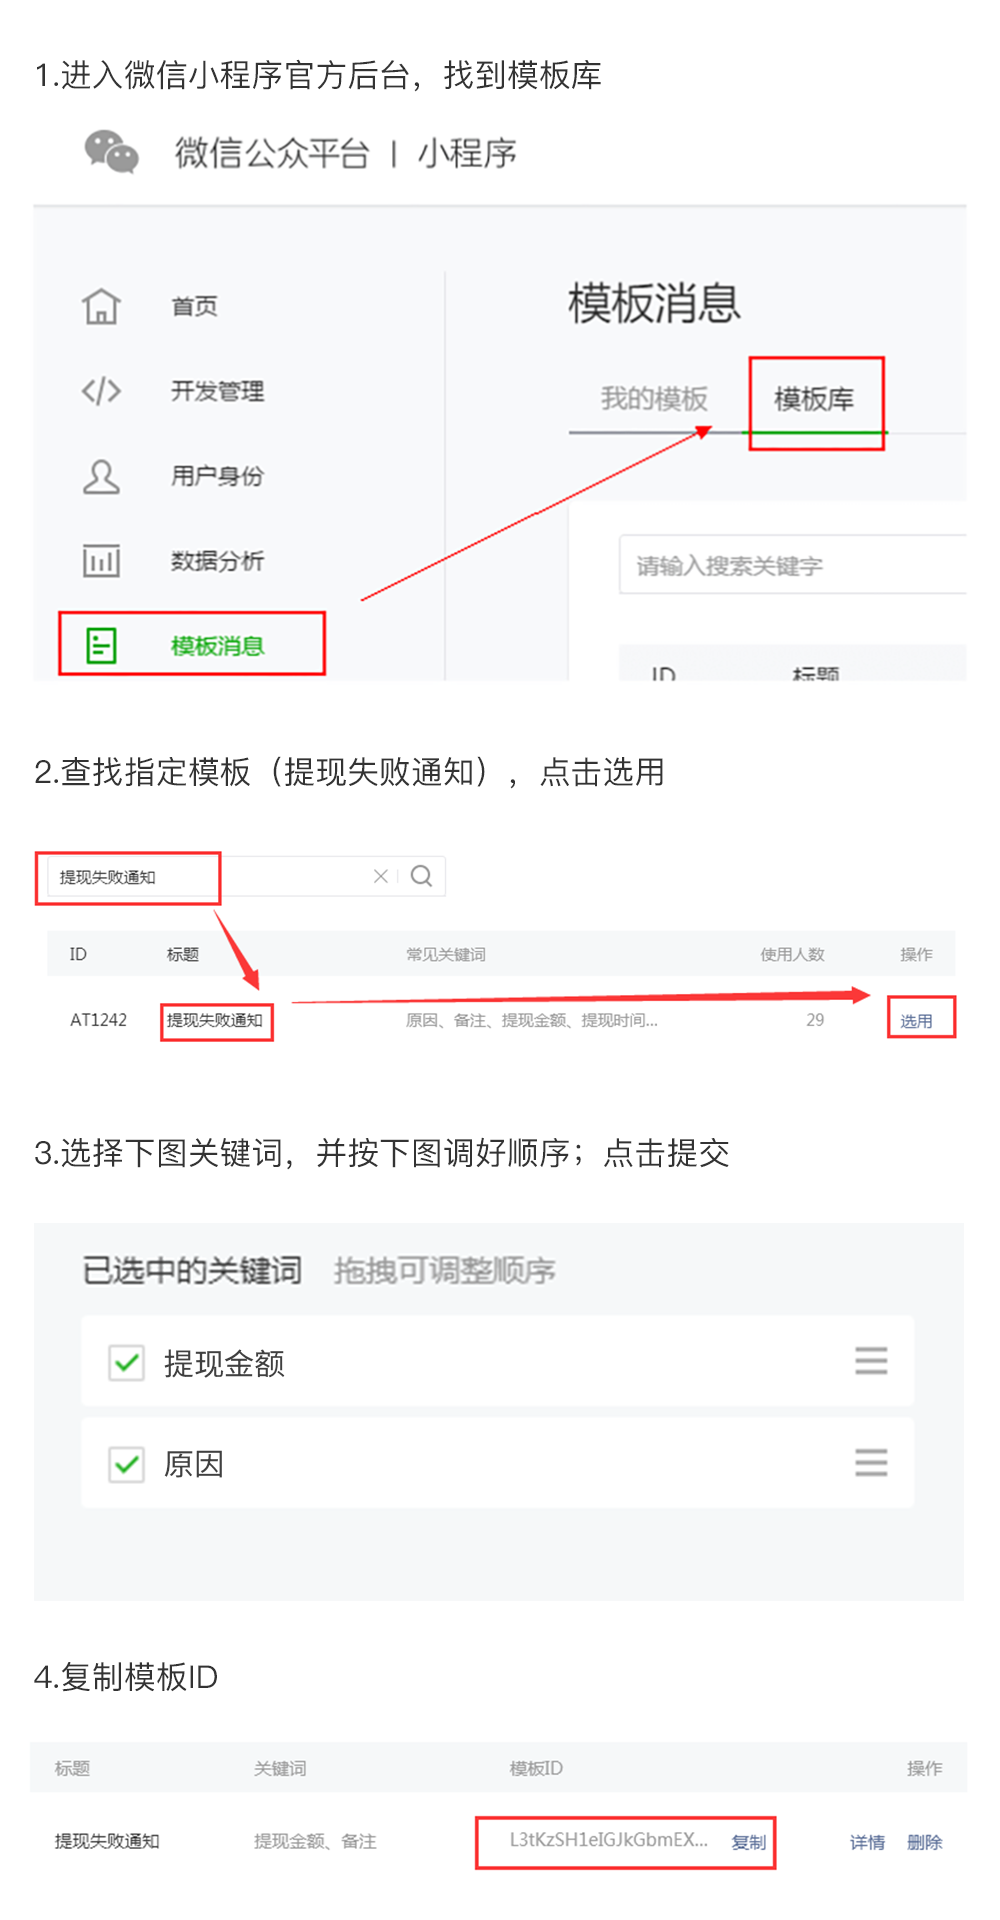 1.进入微信小程序官方后台，找到模板库
微信公众平台 | 小程序
首页
开发管理
用户身份
数据分析
模板消息
模板消息
我的模板 模板库
请输入搜索关键字
ID 标题
2.查找指定模板（提现失败通知），点击选用
提现失败通知
ID 标题 常见关键词 使用人数 操作
AT1242 提现失败通知 原因、备注、提现金额、提现时间... 29 选用
3.选择下图关键词，并按下图调好顺序；点击提交
已选中的关键词 拖拽可调整顺序
提现金额
原因
4.复制模板ID
标题 关键词 模板ID 操作
提现失败通知 提现金额、备注 L3tKzSH1eIGJkGbmEX... 复制 详情 删除